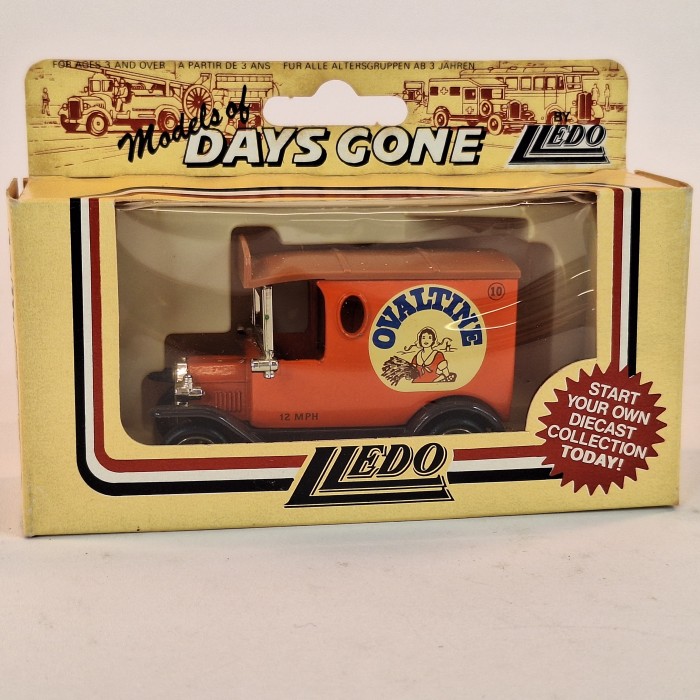 FOR AGES 3 AND OVER A PARTIR DE 3 ANS FUR ALLE ALTERSGRUPPEN AB 3 JAHREN
Models of
DAYS GONE
BY
LLEDO
OVALTINE
10
12 MPH
LLEDO
START
YOUR OWN
DIECAST
COLLECTION
TODAY!